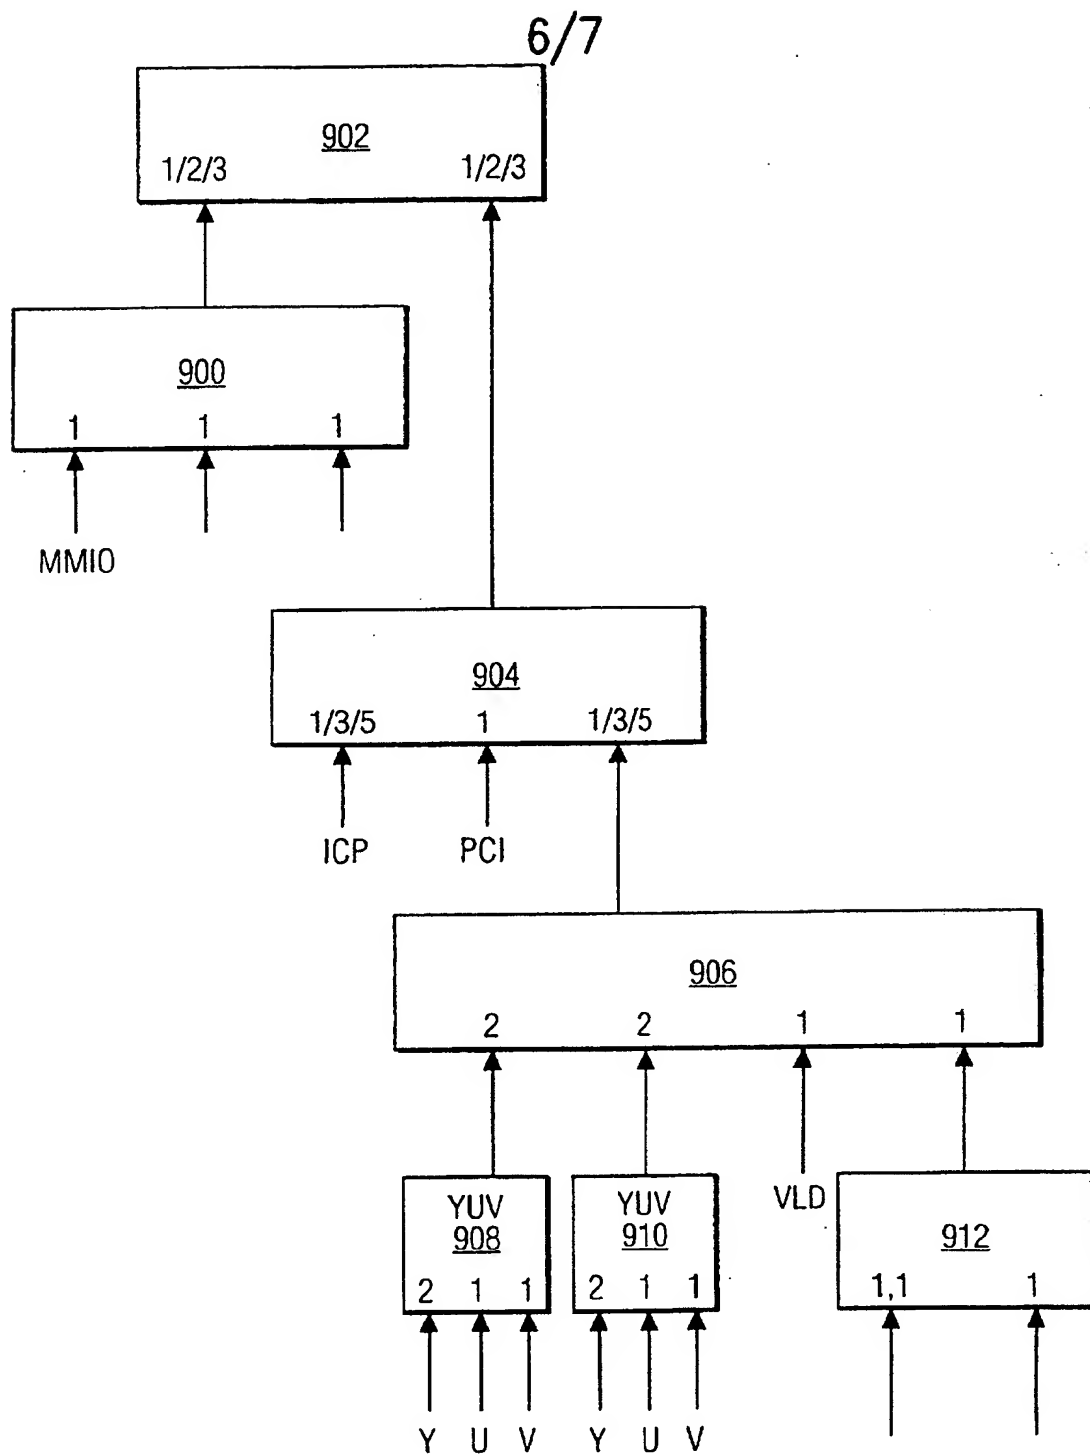 6/7
902
1/2/3 1/2/3
900
1 1 1
MMIO
904
1/3/5 1 1/3/5
ICP PCI
906
2 2 1 1
YUV YUV VLD
908 910 912
2 1 1 2 1 1 1,1 1
Y U V Y U V